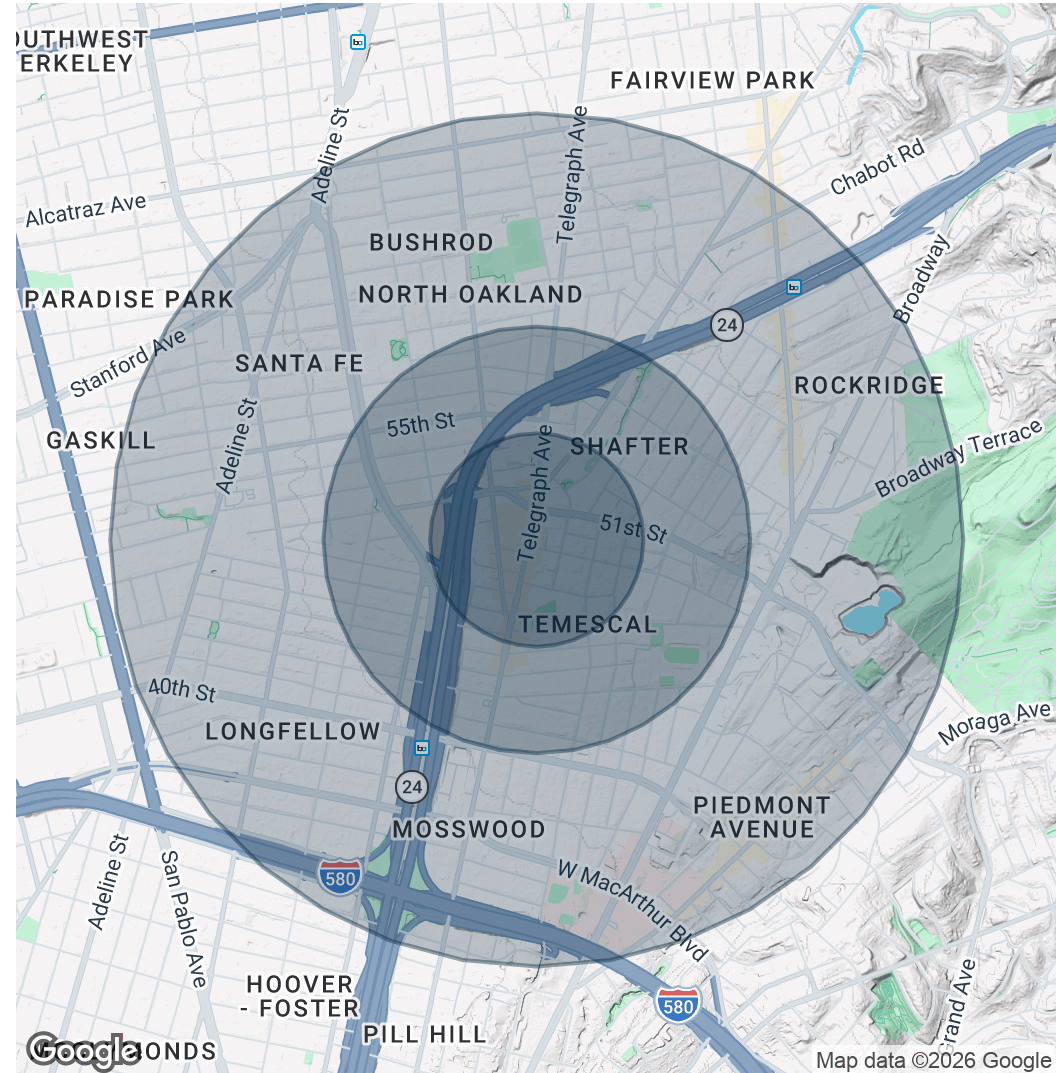 OUTHWEST
ERKELEY
FAIRVIEW PARK
Adeline St
Telegraph Ave
Chabot Rd
Alcatraz Ave
BUSHROD
Broadway
NORTH OAKLAND
PARADISE PARK
24
Stanford Ave
SANTA FE
ROCKRIDGE
Adeline St
55th St
GASKILL
SHAFTER
Broadway Terrace
Telegraph Ave
51st St
TEMESCAL
40th St
LONGFELLOW
Moraga Ave
24
MOSSWOOD
PIEDMONT
AVENUE
580
Adeline St
San Pablo Ave
W MacArthur Blvd
HOOVER
- FOSTER
580
Grand Ave
PILL HILL
Google
MONDS
Map data ©2026 Google